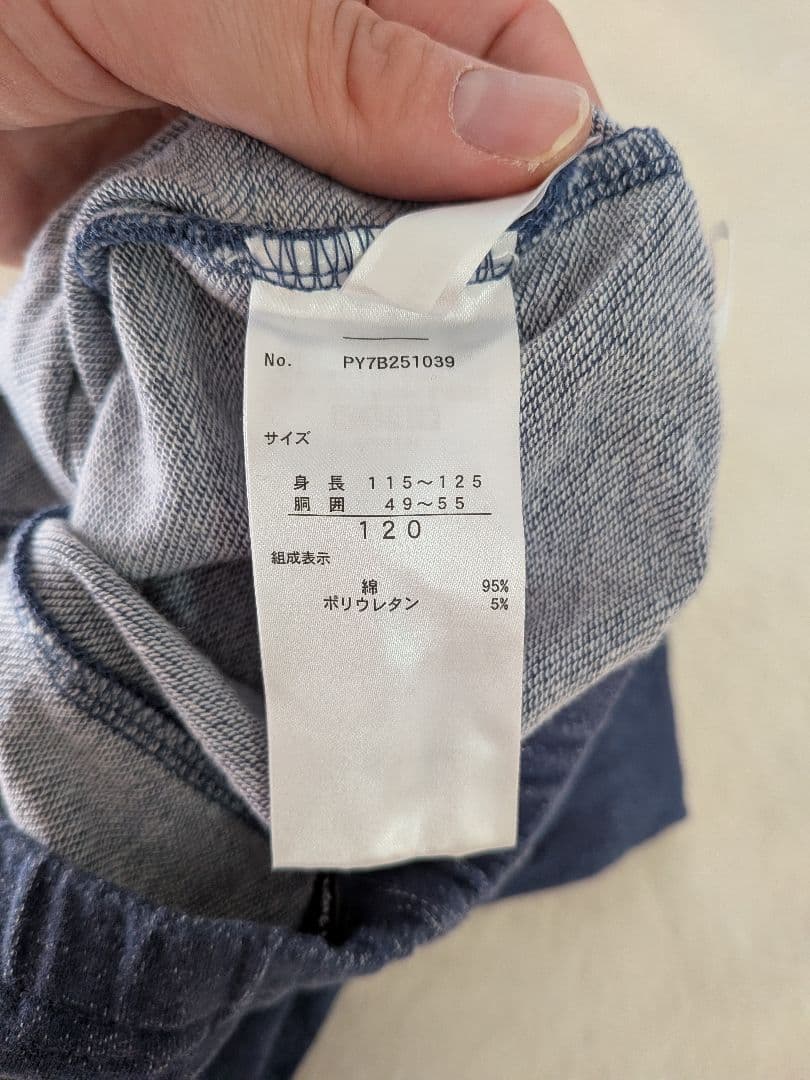 No. PY7B251039
サイズ
身長 115~125
胴囲 49~55
120
組成表示
綿 95%
ポリウレタン 5%